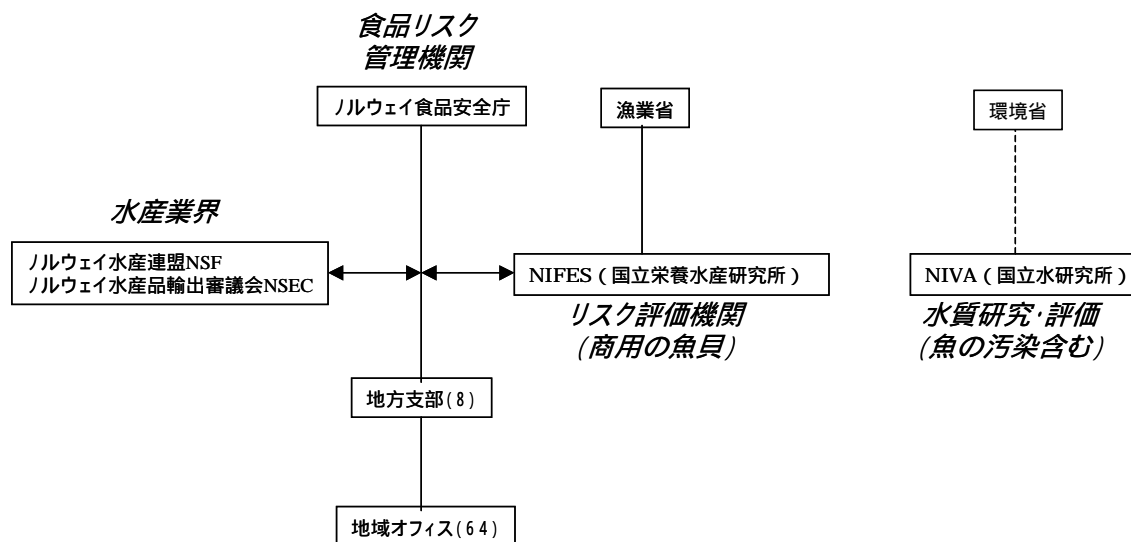 食品リスク
管理機関
ノルウェイ食品安全庁
漁業省
環境省
水産業界
ノルウェイ水産連盟NSF
ノルウェイ水産品輸出審議会NSEC
NIFES（国立栄養水産研究所）
NIVA（国立水研究所）
リスク評価機関
(商用の魚貝)
水質研究･評価
(魚の汚染含む)
地方支部(8)
地域オフィス(64)